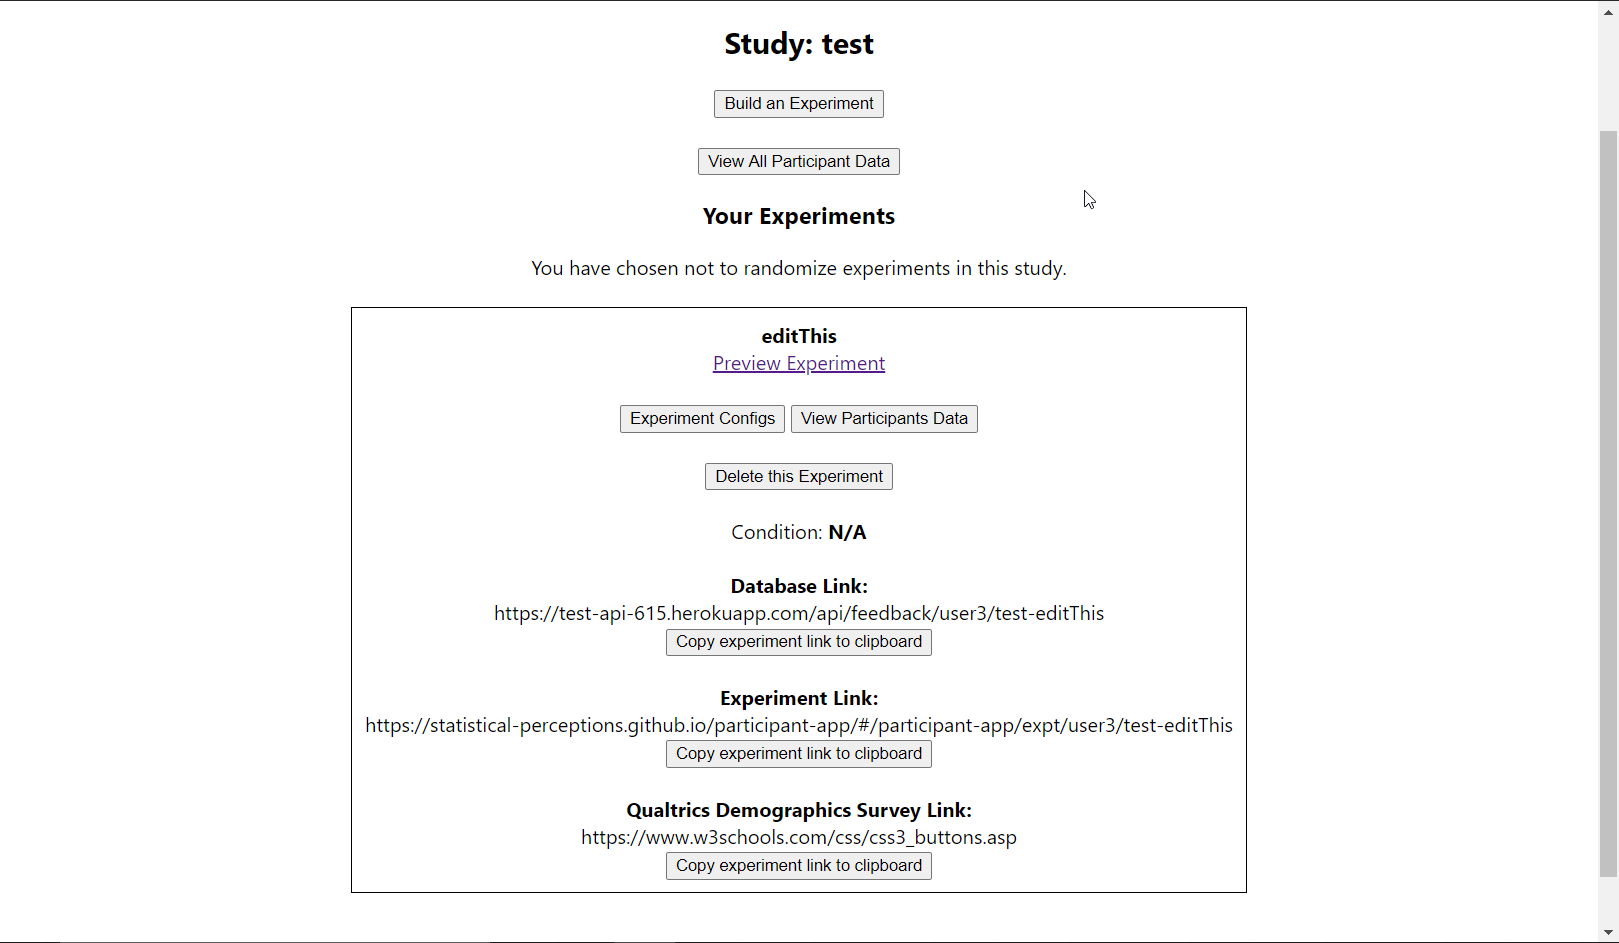 Study: test
Build an Experiment
View All Participant Data
Your Experiments
You have chosen not to randomize experiments in this study.
editThis
Preview Experiment
Experiment Configs View Participants Data
Delete this Experiment
Condition: N/A
Database Link:
https://test-api-615.herokuapp.com/api/feedback/user3/test-editThis
Copy experiment link to clipboard
Experiment Link:
https://statistical-perceptions.github.io/participant-app/#/participant-app/expt/user3/test-editThis
Copy experiment link to clipboard
Qualtrics Demographics Survey Link:
https://www.w3schools.com/css/css3_buttons.asp
Copy experiment link to clipboard